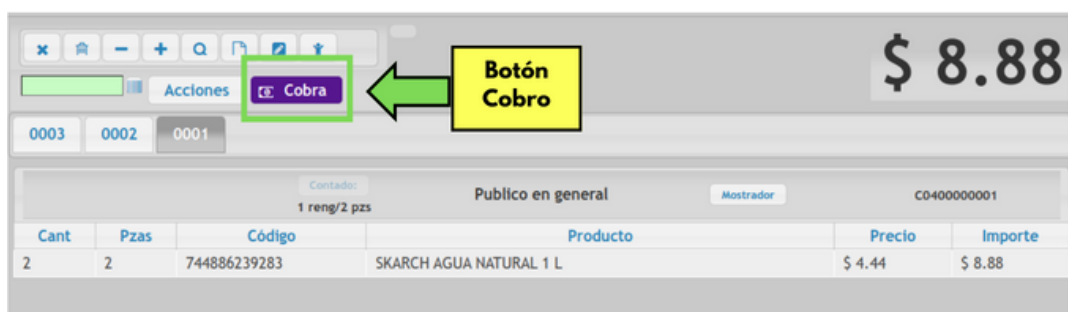 $ 8.88
Acciones
Cobra
Botón
Cobro
0003 0002 0001
Contado:
1 reng/2 pzs
Publico en general
Mostrador
C0400000001
Cant Pzas Código Producto Precio Importe
2 2 744886239283 SKARCH AGUA NATURAL 1 L $ 4.44 $ 8.88